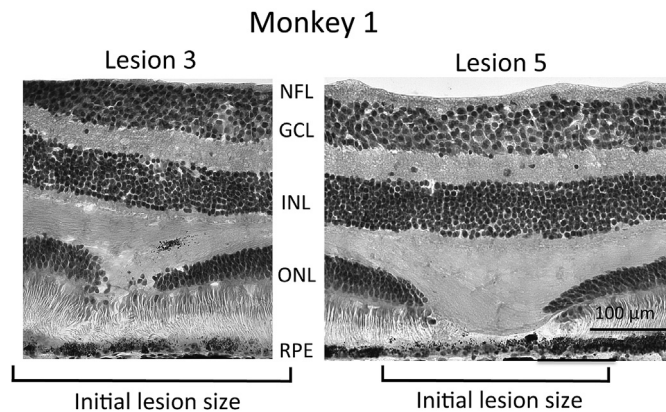 Monkey 1
Lesion 3
Lesion 5
NFL
GCL
INL
ONL
RPE
100 µm
Initial lesion size
Initial lesion size